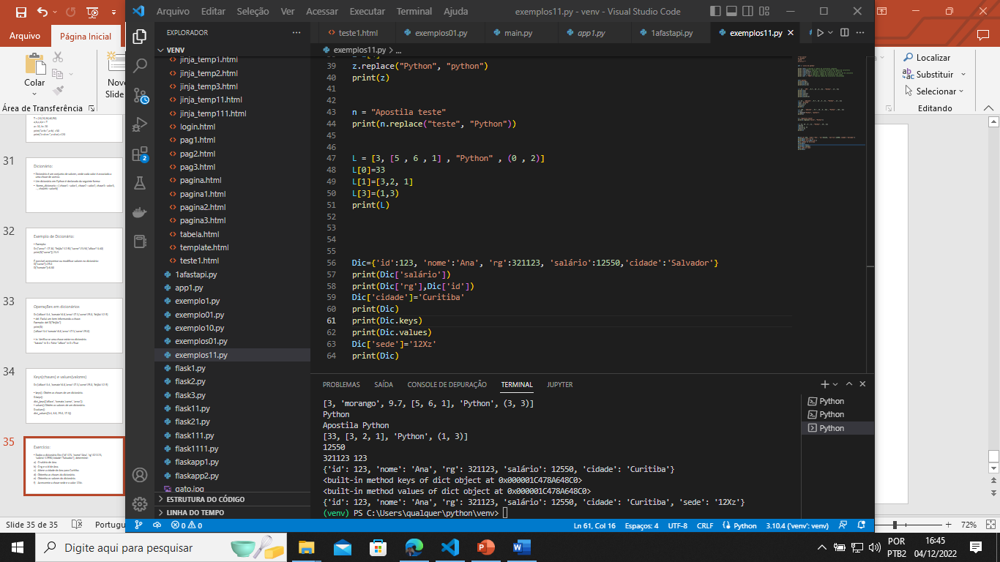 Arquivo Editar Seleção Ver Acessar Executar Terminal Ajuda
exemplos11.py - venv - Visual Studio Code
Arquivo
Página Inicial
Colar
Novo
Slide
Área de Transferência
Localizar
Substituir
Selecionar
Editando
31
Dicionário:
32
Exemplo de Dicionário:
33
Operações em dicionários
34
Keys(chaves) e values(valores)
35
Exercício:
EXPLORADOR
VENV
jinja_temp1.html
jinja_temp2.html
jinja_temp3.html
jinja_temp11.html
jinja_temp111.html
login.html
pag1.html
pag2.html
pag3.html
pagina.html
pagina1.html
pagina2.html
pagina3.html
tabela.html
template.html
teste1.html
1afastapi.py
app1.py
exemplo1.py
exemplo01.py
exemplo10.py
exemplos01.py
exemplos11.py
flask1.py
flask2.py
flask3.py
flask11.py
flask21.py
flask111.py
flask1111.py
flaskapp1.py
flaskapp2.py
gato.jpg
ESTRUTURA DO CÓDIGO
LINHA DO TEMPO
2
teste1.html exemplos01.py main.py app1.py 1afastapi.py exemplos11.py
exemplos11.py > ...
39 z.replace("Python", "python")
40 print(z)
41
42
43 n = "Apostila teste"
44 print(n.replace("teste", "Python"))
45
46
47 L = [3, [5 , 6 , 1] , "Python" , (0 , 2)]
48 L[0]=33
49 L[1]=[3,2, 1]
50 L[3]=(1,3)
51 print(L)
52
53
54
55
56 Dic={'id':123, 'nome':'Ana', 'rg':321123, 'salário':12550,'cidade':'Salvador'}
57 print(Dic['salário'])
58 print(Dic['rg'],Dic['id'])
59 Dic['cidade']='Curitiba'
60 print(Dic)
61 print(Dic.keys)
62 print(Dic.values)
63 Dic['sede']='12Xz'
64 print(Dic)
PROBLEMAS SAÍDA CONSOLE DE DEPURAÇÃO TERMINAL JUPYTER
[3, 'morango', 9.7, [5, 6, 1], 'Python', (3, 3)]
Python
Apostila Python
[33, [3, 2, 1], 'Python', (1, 3)]
12550
321123 123
{'id': 123, 'nome': 'Ana', 'rg': 321123, 'salário': 12550, 'cidade': 'Curitiba'}
<built-in method keys of dict object at 0x000001C478A648C0>
<built-in method values of dict object at 0x000001C478A648C0>
{'id': 123, 'nome': 'Ana', 'rg': 321123, 'salário': 12550, 'cidade': 'Curitiba', 'sede': '12Xz'}
(venv) PS C:\Users\qualquer\python\venv>
Python
Python
Python
0 0
Ln 61, Col 16 Espaços: 4 UTF-8 CRLF Python 3.10.4 ('venv': venv)
Slide 35 de 35 Portugu
72%
Digite aqui para pesquisar
POR
PTB2
16:45
04/12/2022